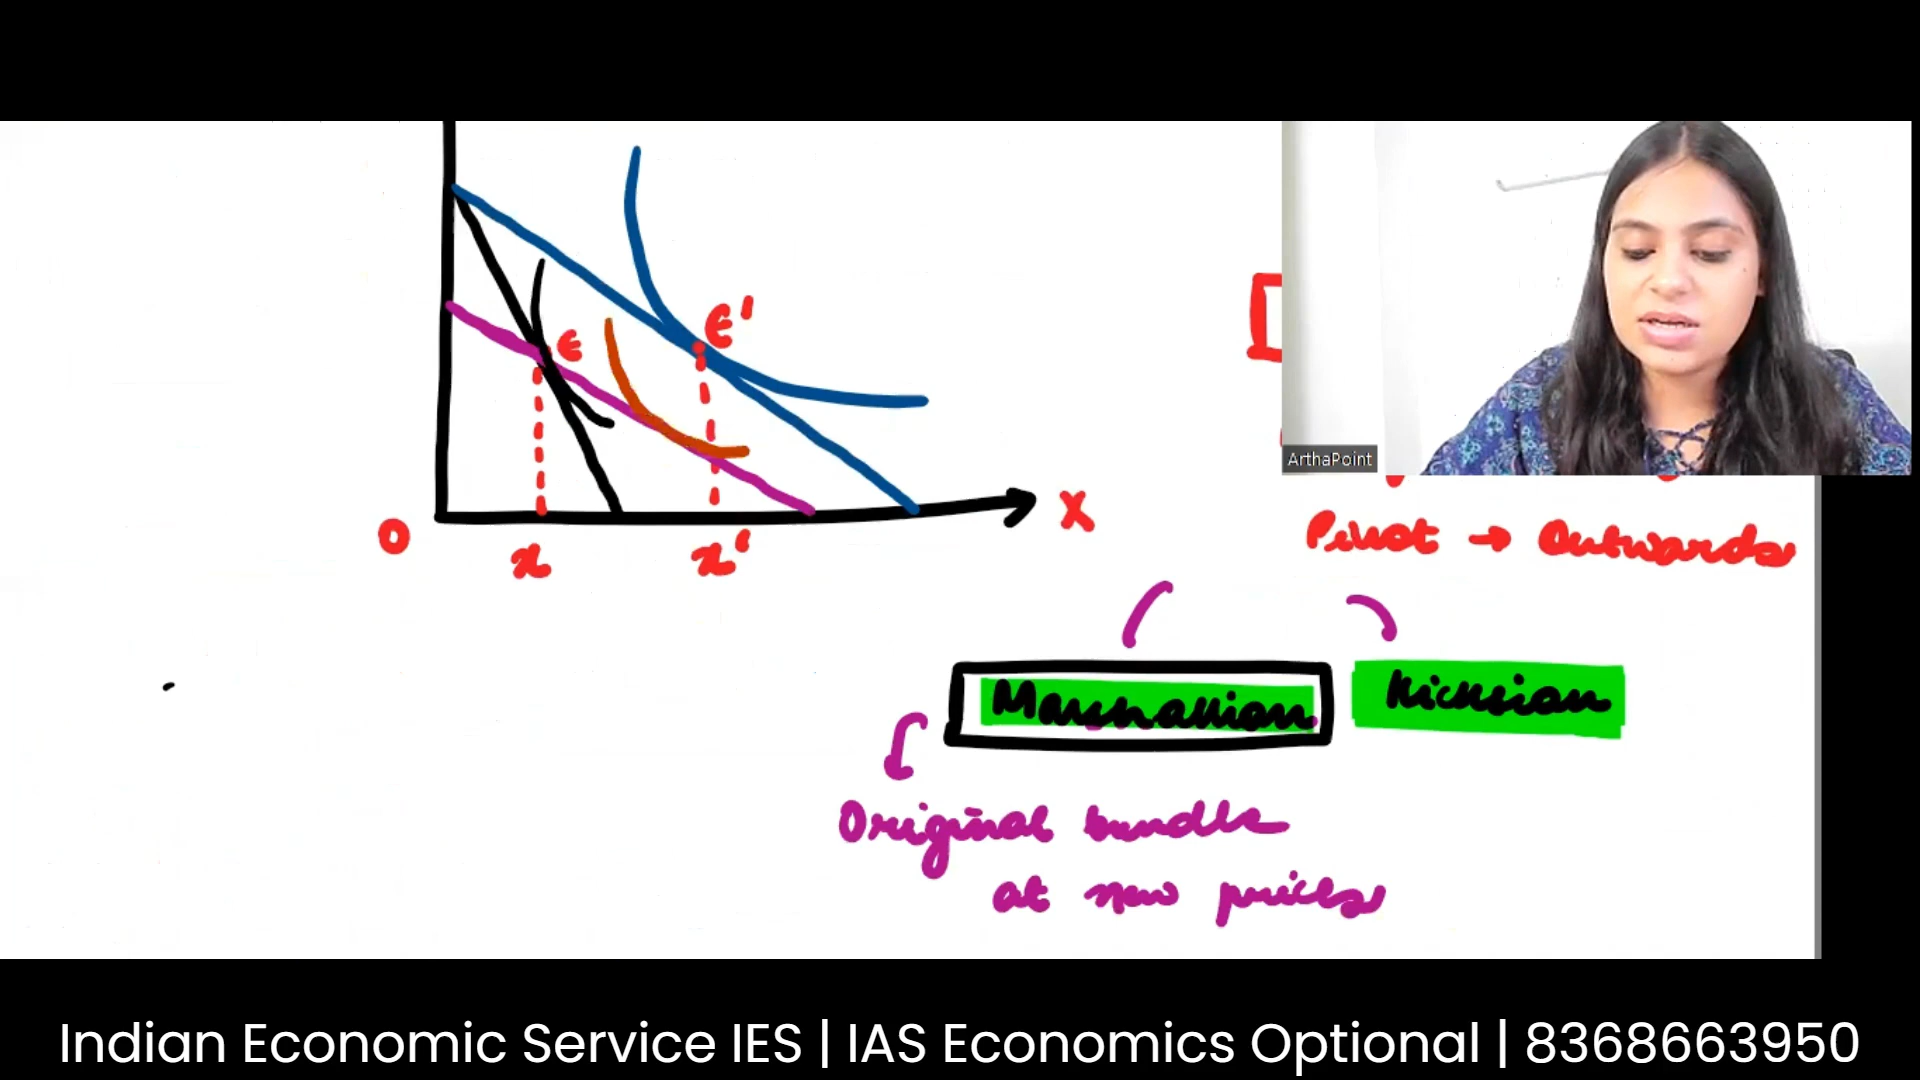 E'
E
ArthaPoint
X
O
x
x'
Pivot → Outwards
Marshallian
Hicksian
Original bundle
at new prices
Indian Economic Service IES | IAS Economics Optional | 8368663950